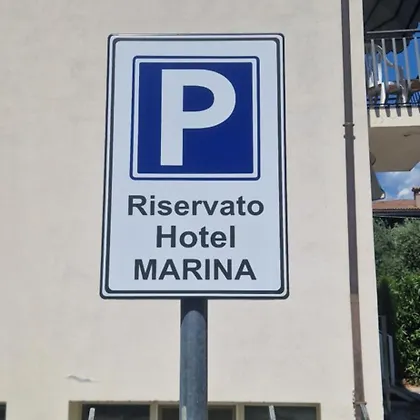 P
Riservato
Hotel
MARINA